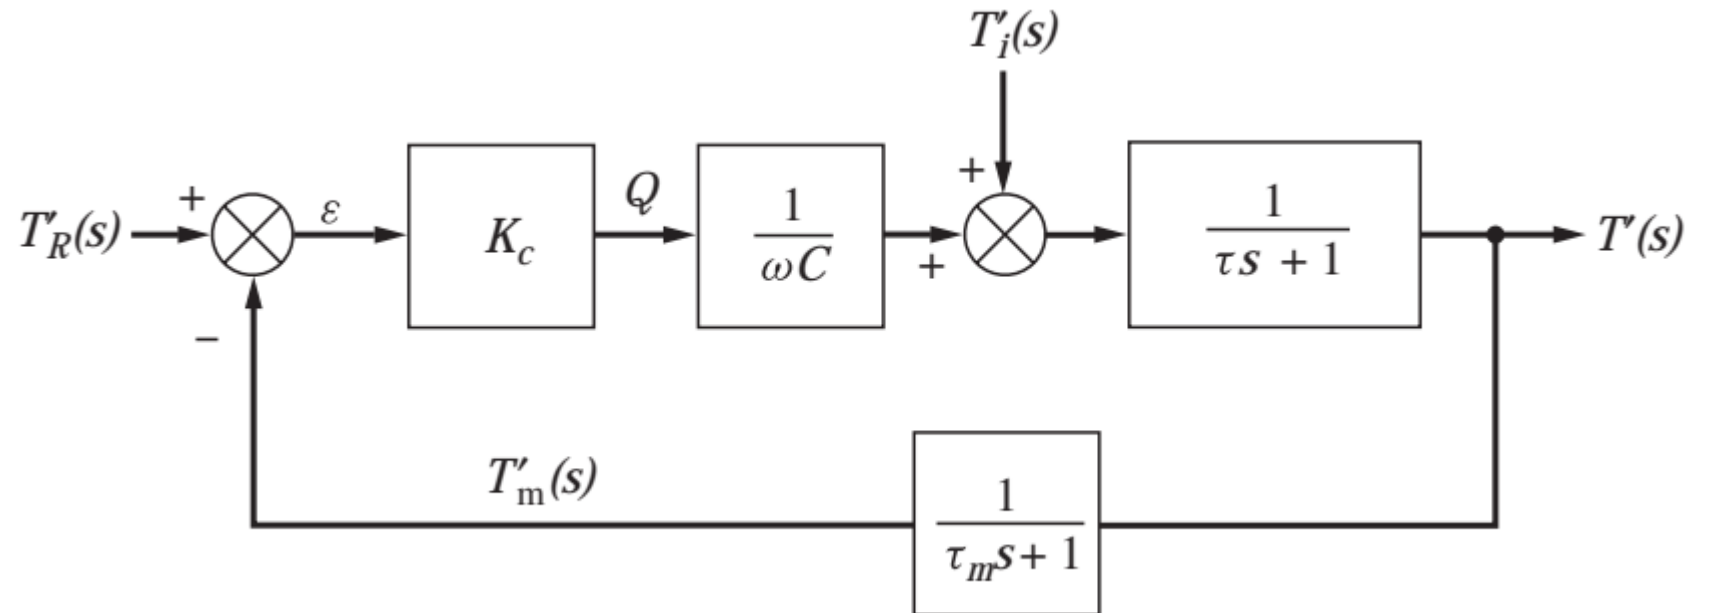 T′i(s)
T′R(s)
+
−
ε
Kc
Q
1
ωC
+
+
1
τs + 1
T′(s)
T′m(s)
1
τms + 1